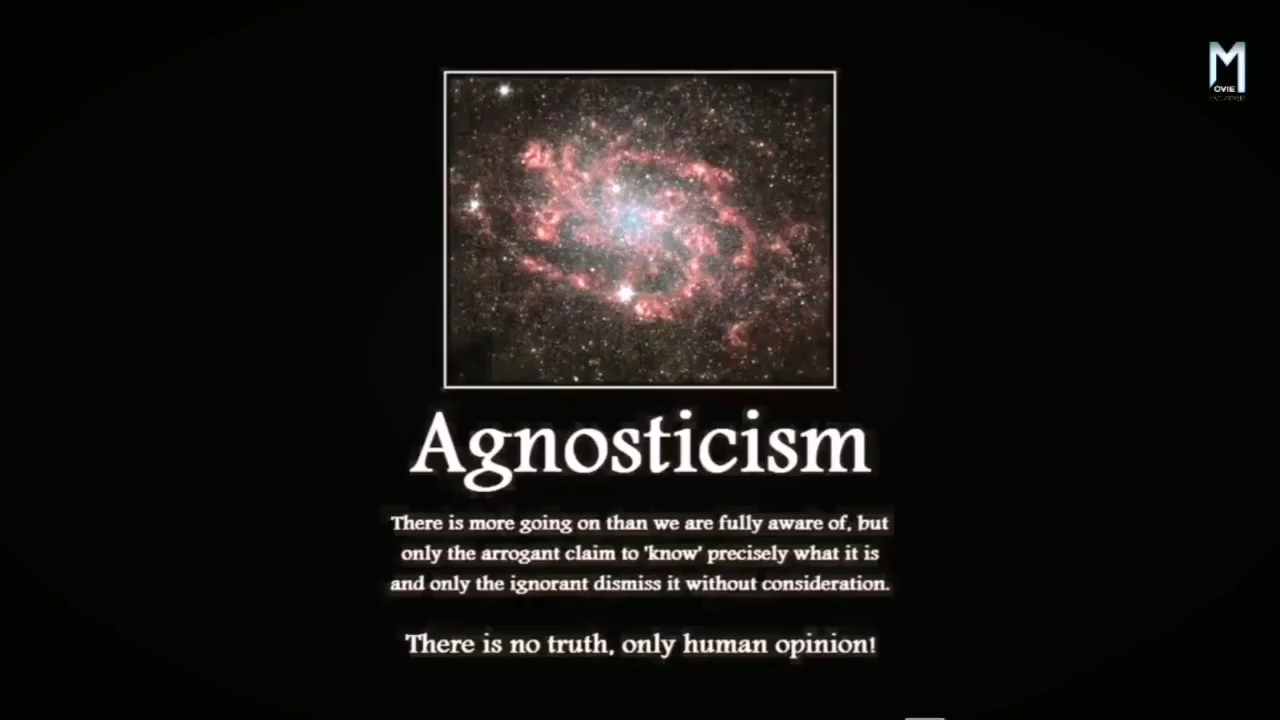 M
OVIE
Agnosticism
There is more going on than we are fully aware of, but
only the arrogant claim to 'know' precisely what it is
and only the ignorant dismiss it without consideration.
There is no truth, only human opinion!